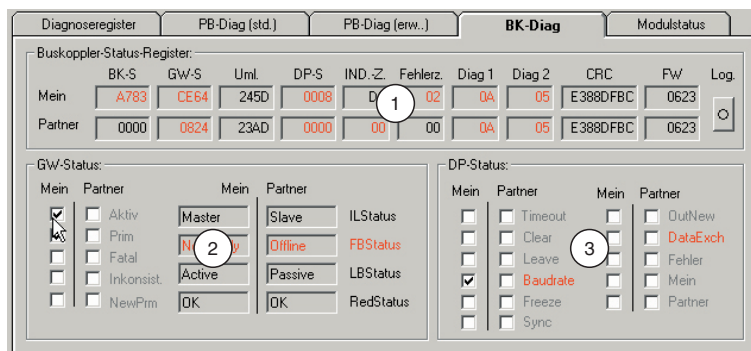 Diagnoseregister PB-Diag (std.) PB-Diag (erw..) BK-Diag Modulstatus
Buskoppler-Status-Register:
BK-S GW-S Uml. DP-S IND.-Z. Fehlerz. Diag 1 Diag 2 CRC FW Log.
Mein A783 CE64 245D 0008 02 0A 05 E388DFBC 0623
1
Partner 0000 0824 23AD 0000 00 00 0A 05 E388DFBC 0623
GW-Status:
Mein Partner Mein Partner
Aktiv Master Slave ILStatus
Prim Offline FBStatus
2
Fatal Active Passive LBStatus
Inkonsist.
NewPrm OK OK RedStatus
DP-Status:
Mein Partner Mein Partner
Timeout OutNew
Clear DataExch
3
Leave Fehler
Baudrate Mein
Freeze Partner
Sync